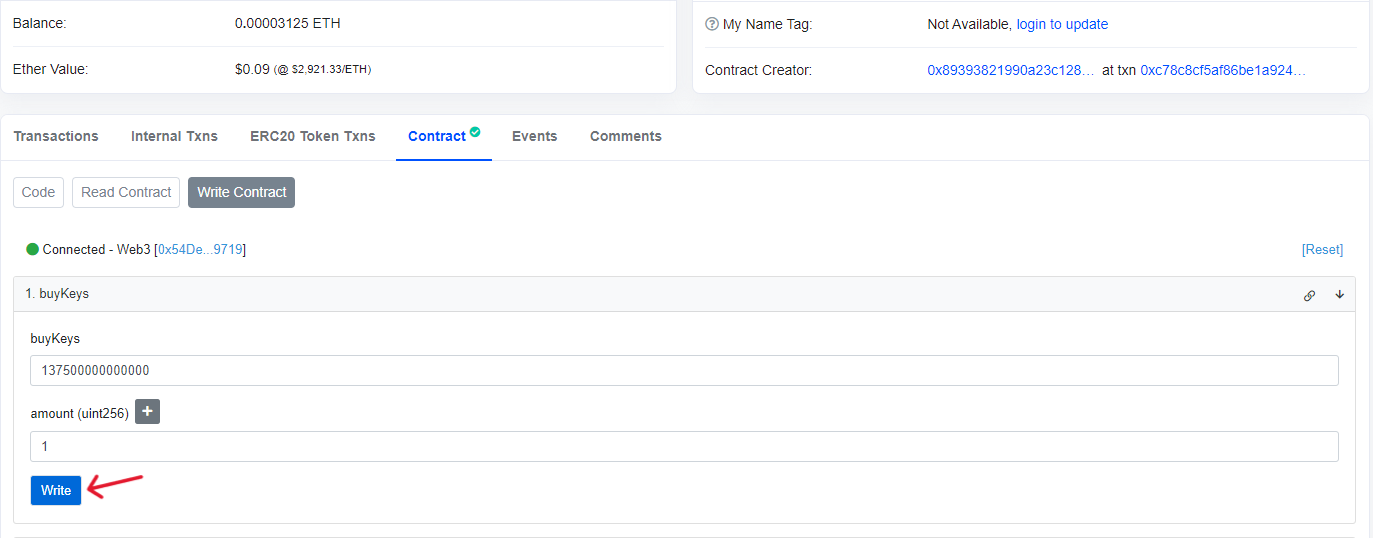 Balance: 0.00003125 ETH
Ether Value: $0.09 (@ $2,921.33/ETH)
My Name Tag: Not Available, login to update
Contract Creator: 0x89393821990a23c128... at txn 0xc78c8cf5af86be1a924...
Transactions Internal Txns ERC20 Token Txns Contract Events Comments
Code Read Contract Write Contract
Connected - Web3 [0x54De...9719] [Reset]
1. buyKeys
buyKeys
137500000000000
amount (uint256) +
1
Write